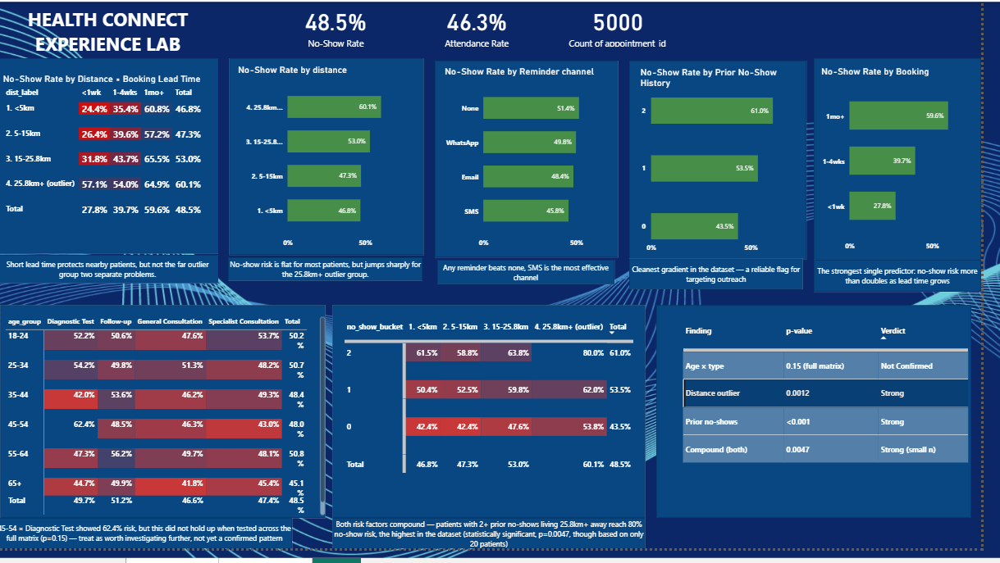 HEALTH CONNECT
EXPERIENCE LAB
48.5%
No-Show Rate
46.3%
Attendance Rate
5000
Count of appointment_id
No-Show Rate by Distance • Booking Lead Time
dist_label <1wk 1-4wks 1mo+ Total
1. <5km 24.4% 35.4% 60.8% 46.8%
2. 5-15km 26.4% 39.6% 57.2% 47.3%
3. 15-25.8km 31.8% 43.7% 65.5% 53.0%
4. 25.8km+ (outlier) 57.1% 54.0% 64.9% 60.1%
Total 27.8% 39.7% 59.6% 48.5%
Short lead time protects nearby patients, but not the far outlier
group two separate problems.
No-Show Rate by distance
4. 25.8km... 60.1%
3. 15-25.8... 53.0%
2. 5-15km 47.3%
1. <5km 46.8%
0% 50%
No-show risk is flat for most patients, but jumps sharply for
the 25.8km+ outlier group.
No-Show Rate by Reminder channel
None 51.4%
WhatsApp 49.8%
Email 48.4%
SMS 45.8%
0% 50%
Any reminder beats none, SMS is the most effective
channel
No-Show Rate by Prior No-Show
History
2 61.0%
1 53.5%
0 43.5%
0% 50%
Cleanest gradient in the dataset — a reliable flag for
targeting outreach
No-Show Rate by Booking
1mo+ 59.6%
1-4wks 39.7%
<1wk 27.8%
0% 50%
The strongest single predictor: no-show risk more
than doubles as lead time grows
age_group Diagnostic Test Follow-up General Consultation Specialist Consultation Total
18-24 52.2% 50.6% 47.6% 53.7% 50.2
%
25-34 54.2% 49.8% 51.3% 48.2% 50.7
%
35-44 42.0% 53.6% 46.2% 49.3% 48.4
%
45-54 62.4% 48.5% 46.3% 43.0% 48.0
%
55-64 47.3% 56.2% 49.7% 48.1% 50.8
%
65+ 44.7% 49.9% 41.8% 45.4% 45.1
%
Total 49.7% 51.2% 46.6% 47.4% 48.5
%
45-54 × Diagnostic Test showed 62.4% risk, but this did not hold up when tested across the
full matrix (p=0.15) — treat as worth investigating further, not yet a confirmed pattern
no_show_bucket 1. <5km 2. 5-15km 3. 15-25.8km 4. 25.8km+ (outlier) Total
2 61.5% 58.8% 63.8% 80.0% 61.0%
1 50.4% 52.5% 59.8% 62.0% 53.5%
0 42.4% 42.4% 47.6% 53.8% 43.5%
Total 46.8% 47.3% 53.0% 60.1% 48.5%
Both risk factors compound — patients with 2+ prior no-shows living 25.8km+ away reach 80%
no-show risk, the highest in the dataset (statistically significant, p=0.0047, though based on only
20 patients)
Finding p-value Verdict
Age × type 0.15 (full matrix) Not Confirmed
Distance outlier 0.0012 Strong
Prior no-shows <0.001 Strong
Compound (both) 0.0047 Strong (small n)